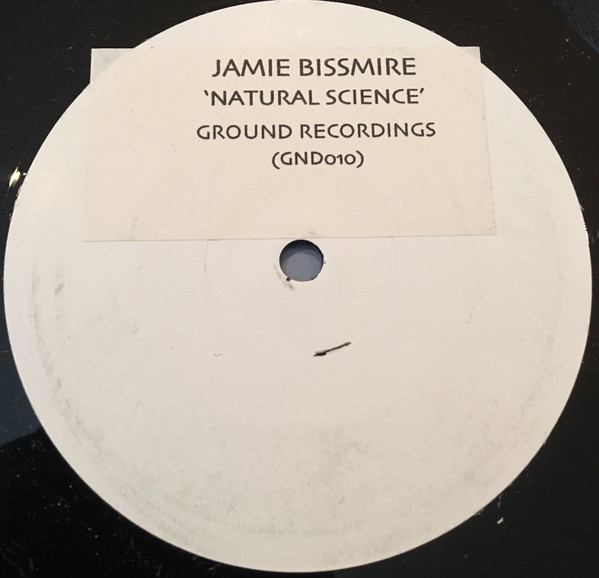 JAMIE BISSMIRE
‘NATURAL SCIENCE’
GROUND RECORDINGS
(GND010)